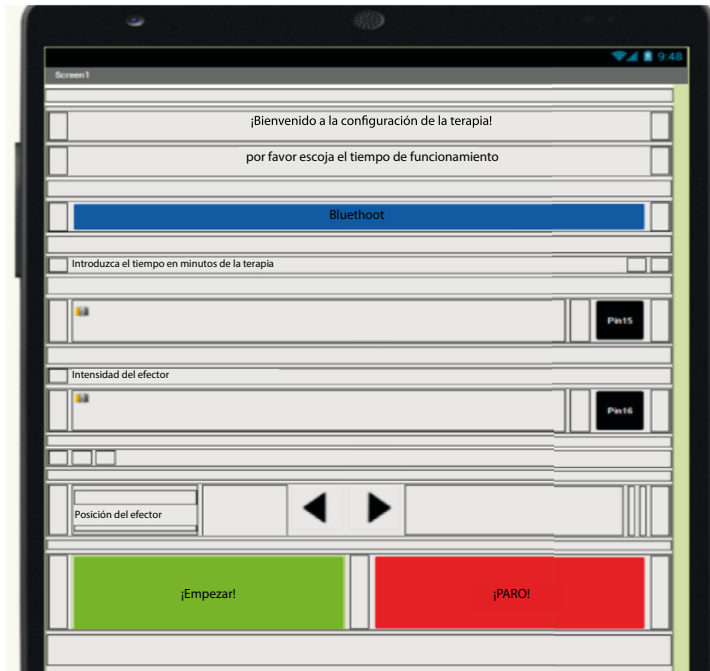 9:48
Screen1
¡Bienvenido a la configuración de la terapia!
por favor escoja el tiempo de funcionamiento
Bluethoot
Introduzca el tiempo en minutos de la terapia
Pin15
Intensidad del efector
Pin16
Posición del efector
¡Empezar!
¡PARO!